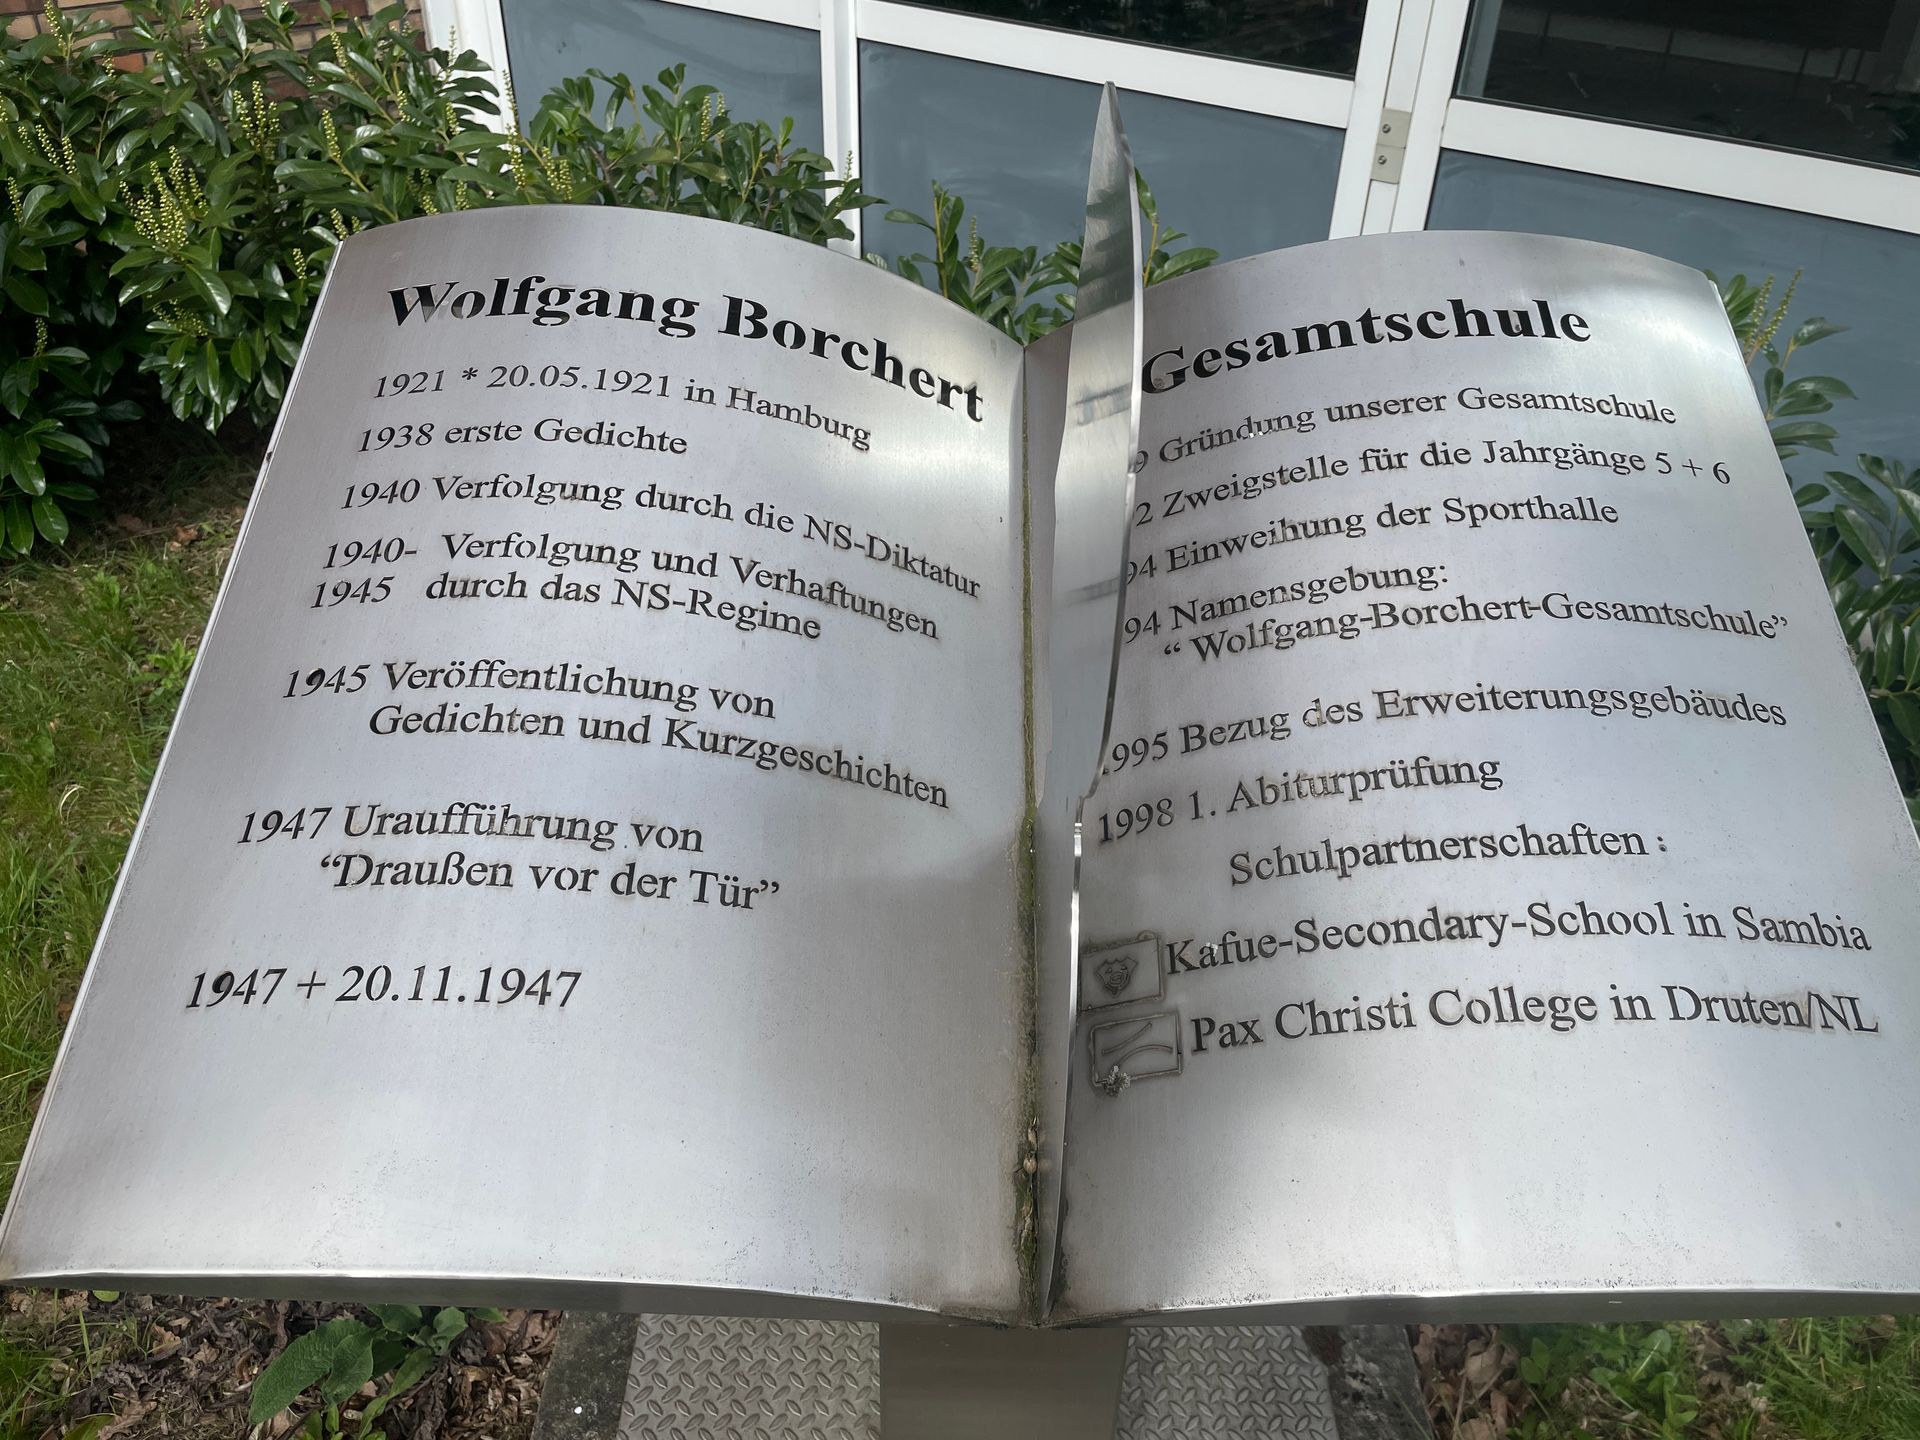 Wolfgang Borchert
1921 * 20.05.1921 in Hamburg
1938 erste Gedichte
1940 Verfolgung durch die NS-Diktatur
1940- Verfolgung und Verhaftungen
1945 durch das NS-Regime
1945 Veröffentlichung von
Gedichten und Kurzgeschichten
1947 Uraufführung von
“Draußen vor der Tür”
1947 + 20.11.1947
Gesamtschule
9 Gründung unserer Gesamtschule
2 Zweigstelle für die Jahrgänge 5 + 6
94 Einweihung der Sporthalle
94 Namensgebung:
“ Wolfgang-Borchert-Gesamtschule”
1995 Bezug des Erweiterungsgebäudes
1998 1. Abiturprüfung
Schulpartnerschaften :
Kafue-Secondary-School in Sambia
Pax Christi College in Druten/NL